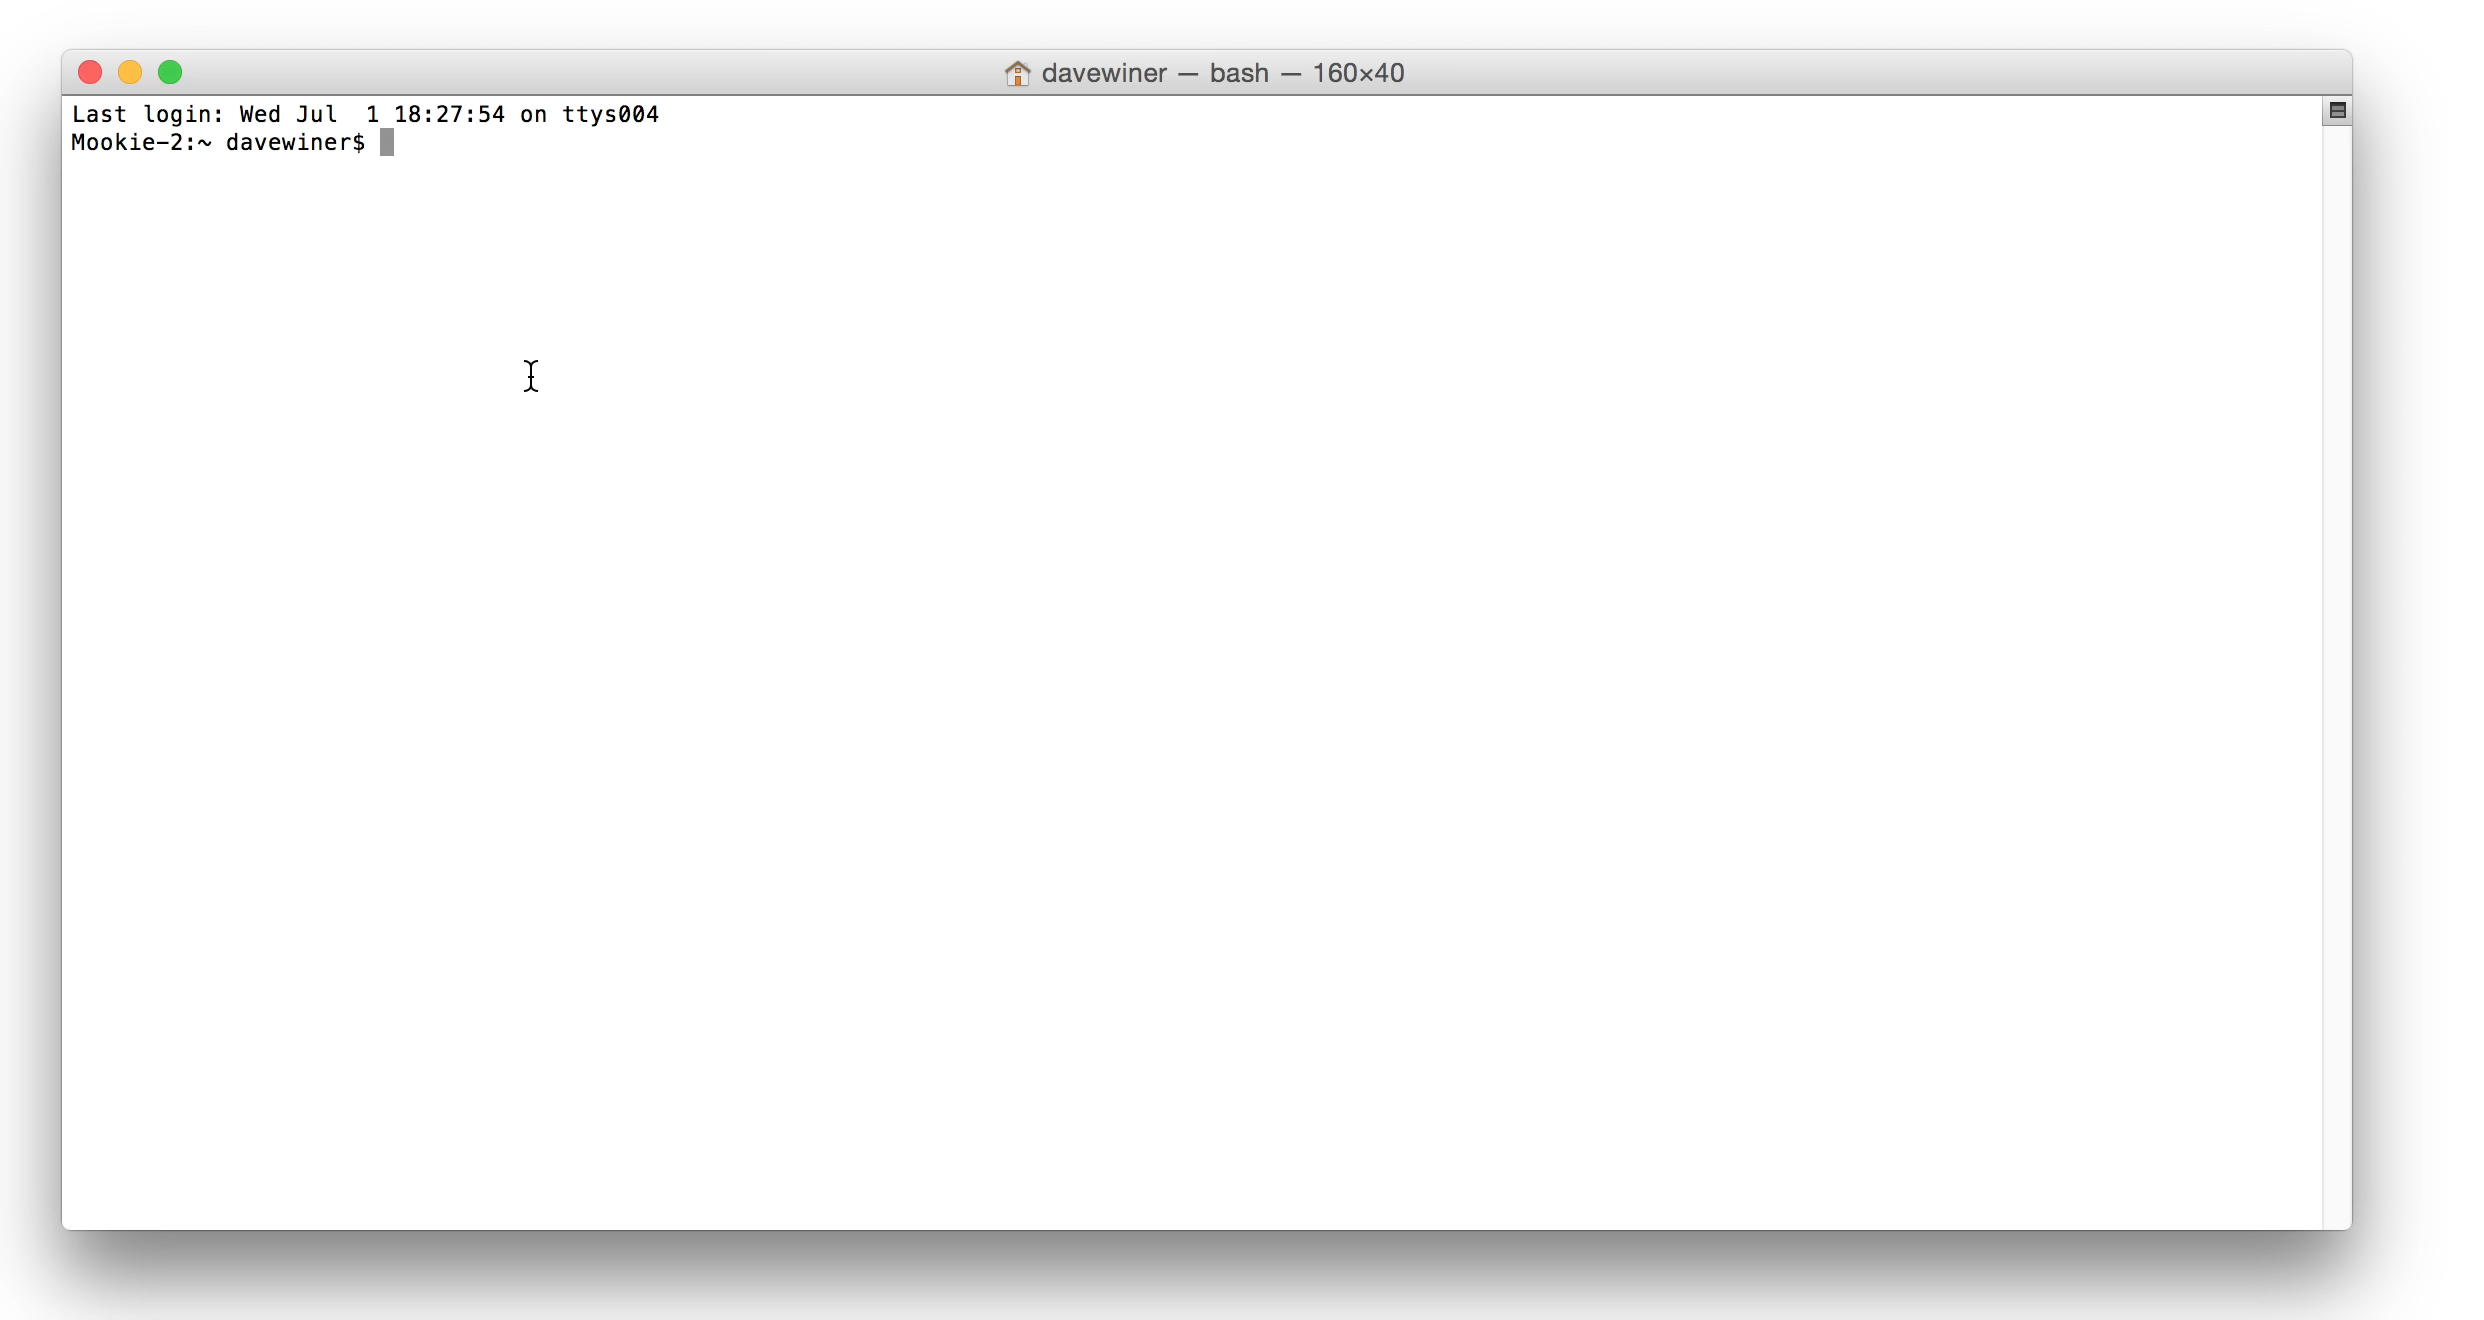 davewiner — bash — 160×40
Last login: Wed Jul  1 18:27:54 on ttys004
Mookie-2:~ davewiner$